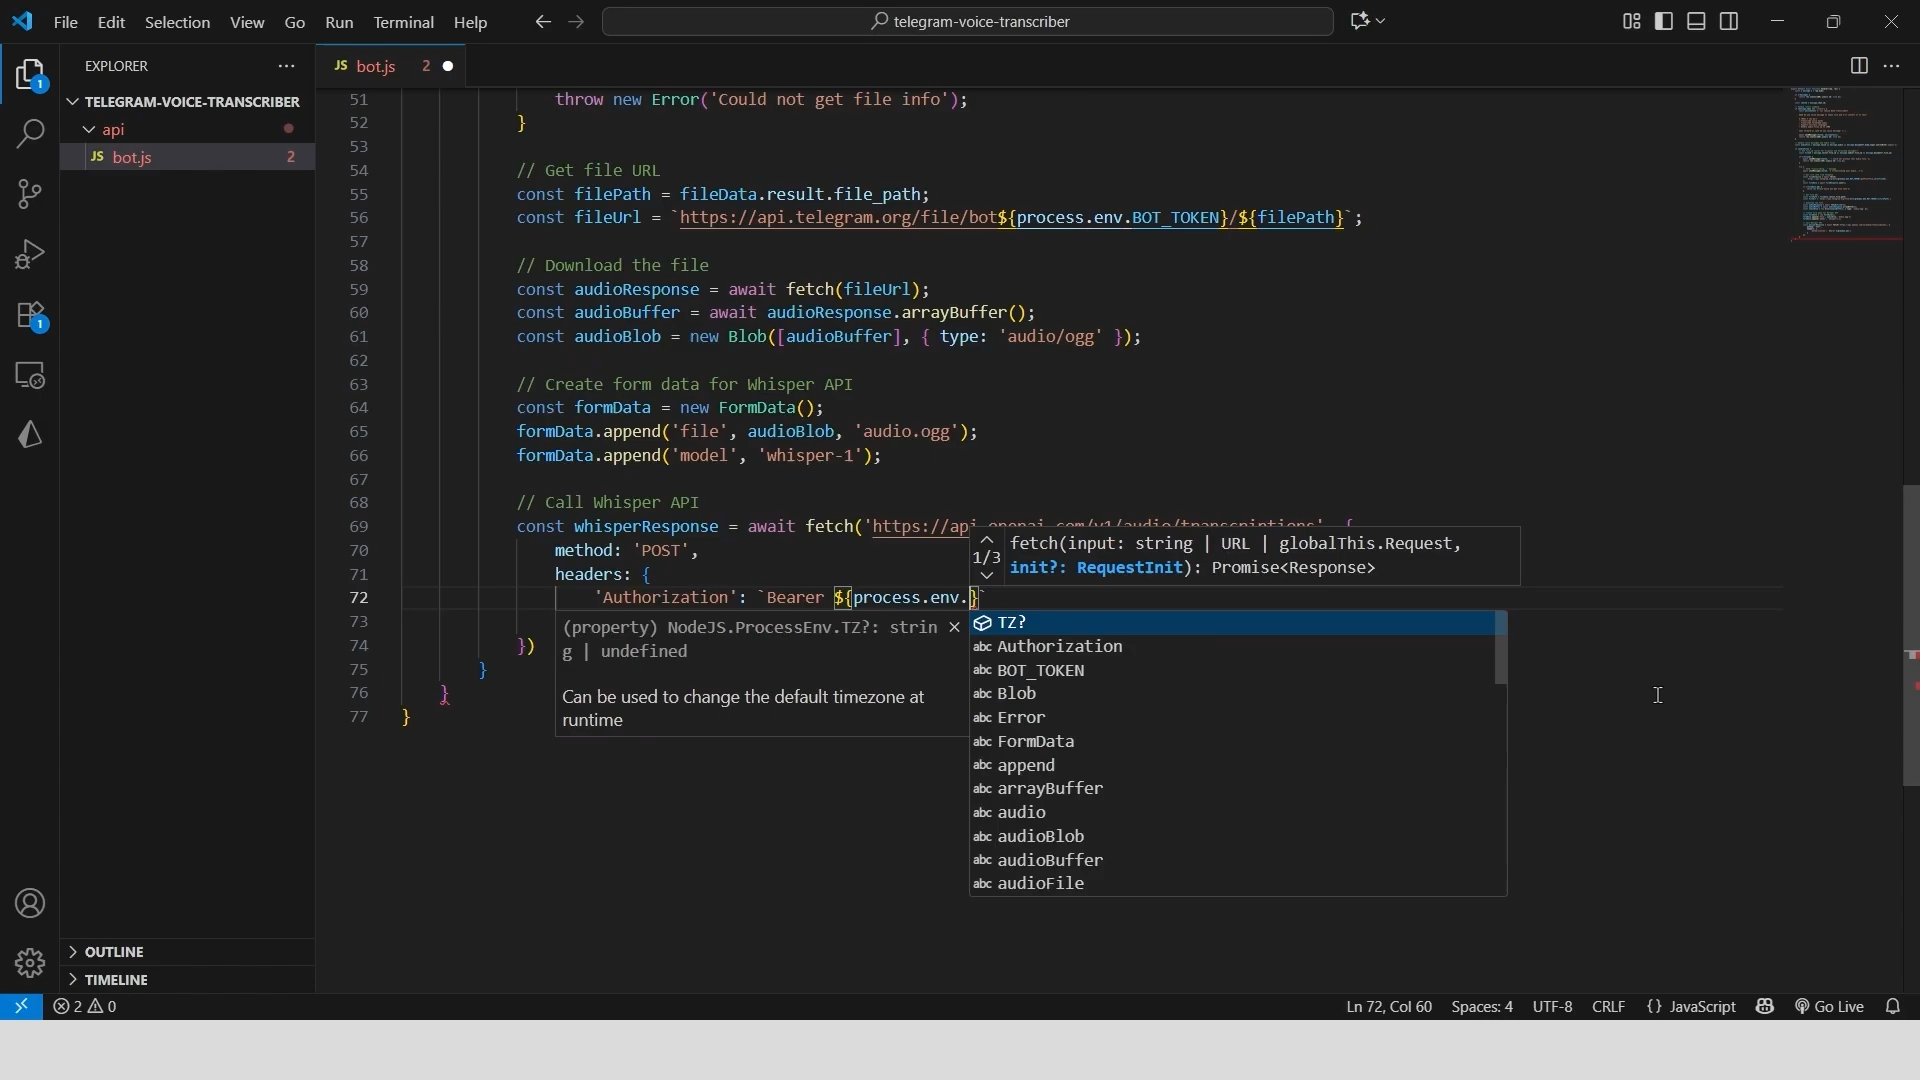 File Edit Selection View Go Run Terminal Help
telegram-voice-transcriber
EXPLORER
TELEGRAM-VOICE-TRANSCRIBER
api
JS bot.js 2
1
1
OUTLINE
TIMELINE
JS bot.js 2
51 throw new Error('Could not get file info');
52 }
53
54 // Get file URL
55 const filePath = fileData.result.file_path;
56 const fileUrl = `https://api.telegram.org/file/bot${process.env.BOT_TOKEN}/${filePath}`;
57
58 // Download the file
59 const audioResponse = await fetch(fileUrl);
60 const audioBuffer = await audioResponse.arrayBuffer();
61 const audioBlob = new Blob([audioBuffer], { type: 'audio/ogg' });
62
63 // Create form data for Whisper API
64 const formData = new FormData();
65 formData.append('file', audioBlob, 'audio.ogg');
66 formData.append('model', 'whisper-1');
67
68 // Call Whisper API
69 const whisperResponse = await fetch('https://api.openai.com/v1/audio/transcriptions', {
70 method: 'POST',
71 headers: {
72 'Authorization': `Bearer ${process.env.}`
73
74 })
75 }
76 }
77 }
1/3
fetch(input: string | URL | globalThis.Request,
init?: RequestInit): Promise<Response>
(property) NodeJS.ProcessEnv.TZ?: strin
g | undefined
Can be used to change the default timezone at
runtime
TZ?
abc Authorization
abc BOT_TOKEN
abc Blob
abc Error
abc FormData
abc append
abc arrayBuffer
abc audio
abc audioBlob
abc audioBuffer
abc audioFile
2 0
Ln 72, Col 60 Spaces: 4 UTF-8 CRLF {} JavaScript Go Live